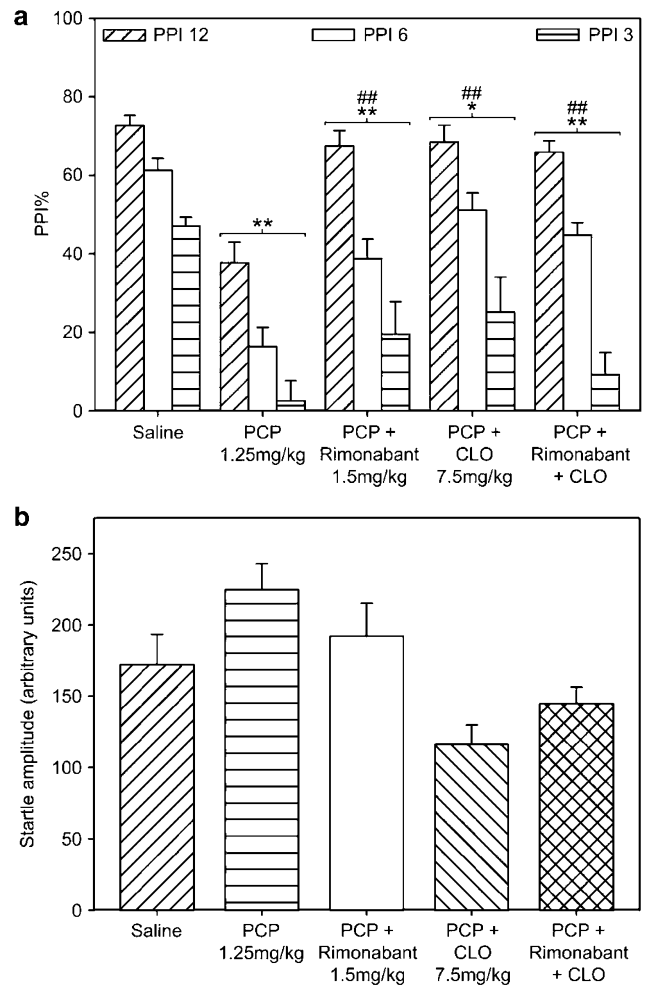 a
100
PPI 12
PPI 6
PPI 3
80
60
40
20
0
PPI%
##
**
##
*
##
**
**
Saline
PCP
1.25mg/kg
PCP +
Rimonabant
1.5mg/kg
PCP +
CLO
7.5mg/kg
PCP +
Rimonabant
+ CLO
b
250
200
150
100
50
0
Startle amplitude (arbitrary units)
Saline
PCP
1.25mg/kg
PCP +
Rimonabant
1.5mg/kg
PCP +
CLO
7.5mg/kg
PCP +
Rimonabant
+ CLO